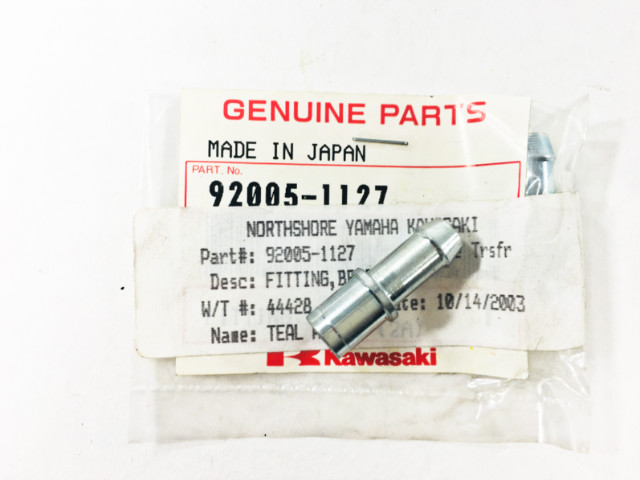 GENUINE PARTS
MADE IN JAPAN
PART. No.
92005-1127
NORTHSHORE YAMAHA KAWASAKI
Part#: 92005-1127 Trsfr
Desc: FITTING,
W/T #: 44428 10/14/2003
Name: TEAL
Kawasaki